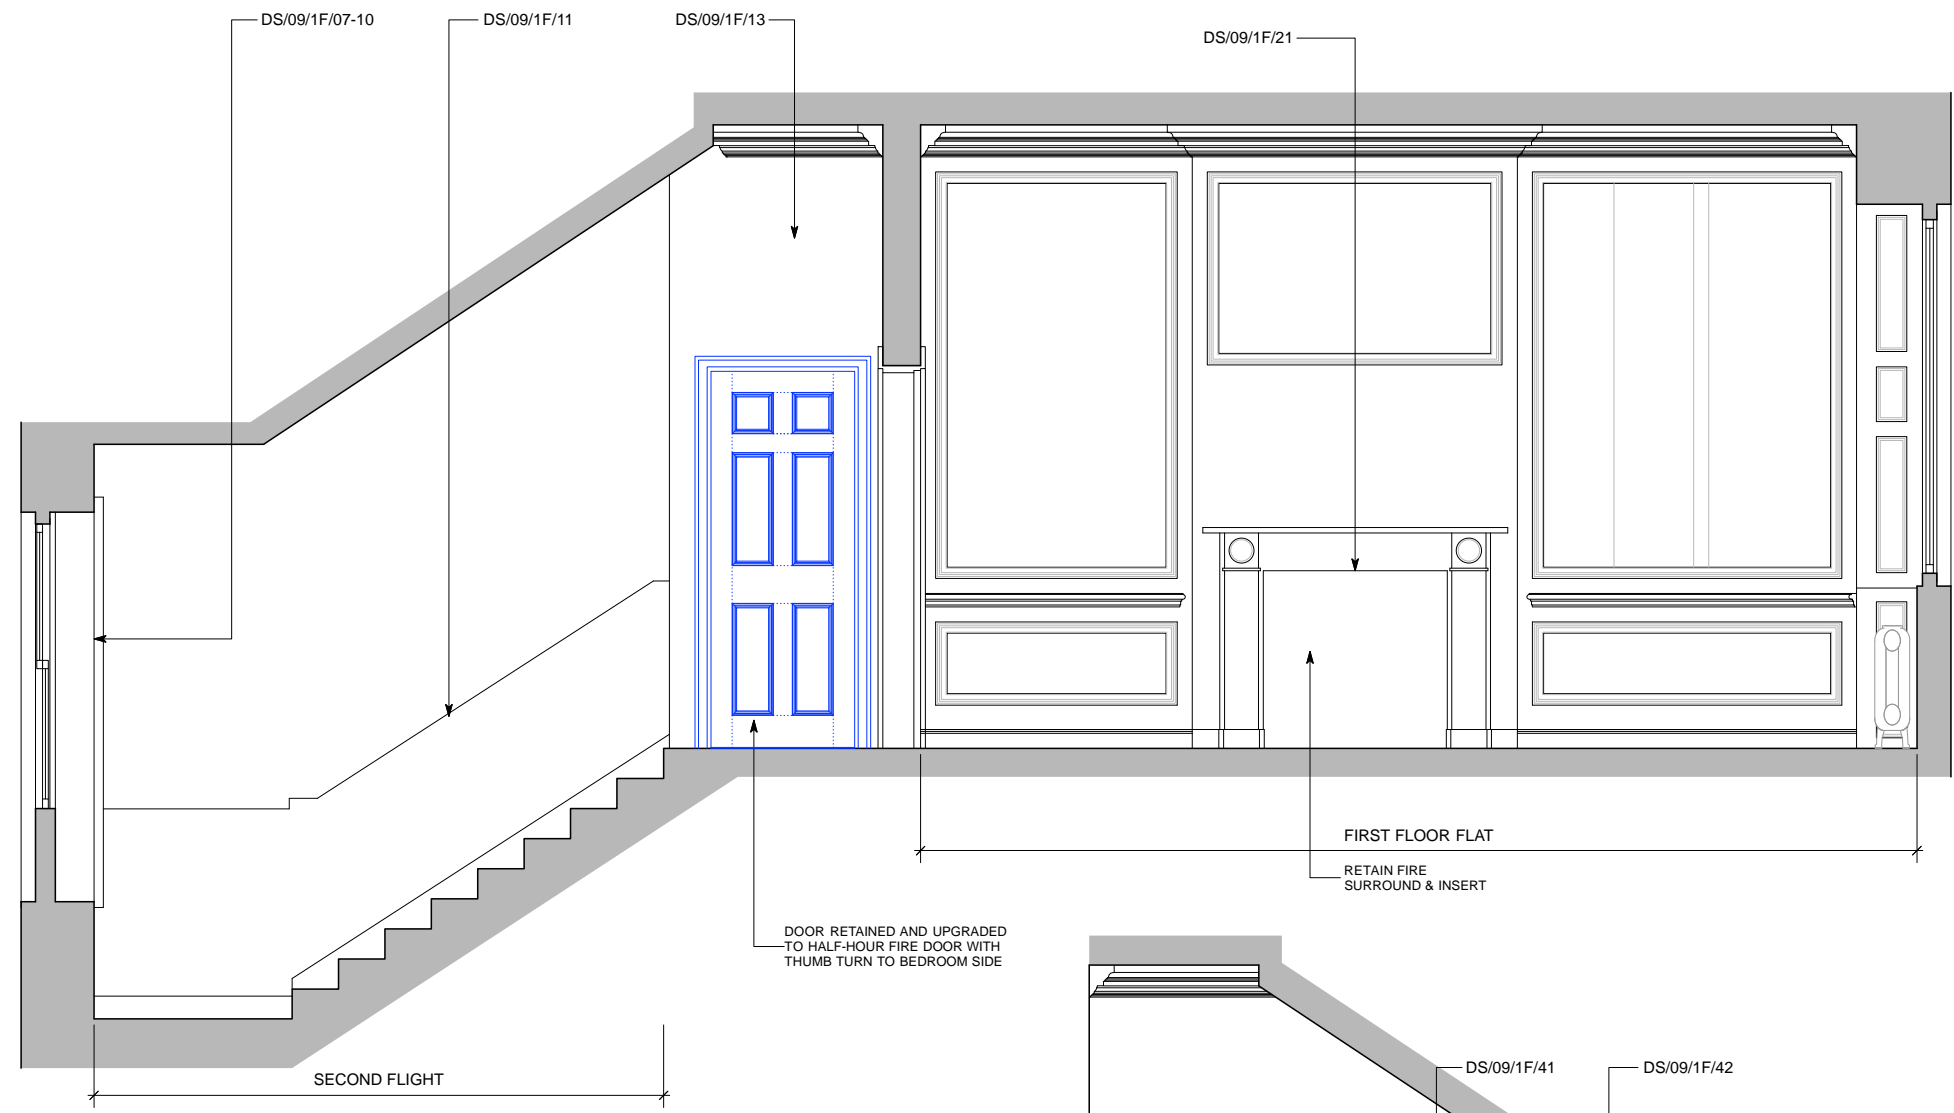 DS/09/1F/07-10
DS/09/1F/11
DS/09/1F/13
DS/09/1F/21
FIRST FLOOR FLAT
RETAIN FIRE
SURROUND & INSERT
DOOR RETAINED AND UPGRADED
TO HALF-HOUR FIRE DOOR WITH
THUMB TURN TO BEDROOM SIDE
SECOND FLIGHT
DS/09/1F/41
DS/09/1F/42